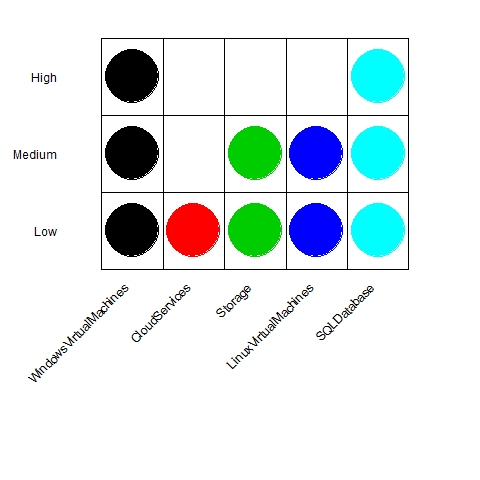 High
Medium
Low
WindowsVirtualMachines
CloudServices
Storage
LinuxVirtualMachines
SQLDatabase